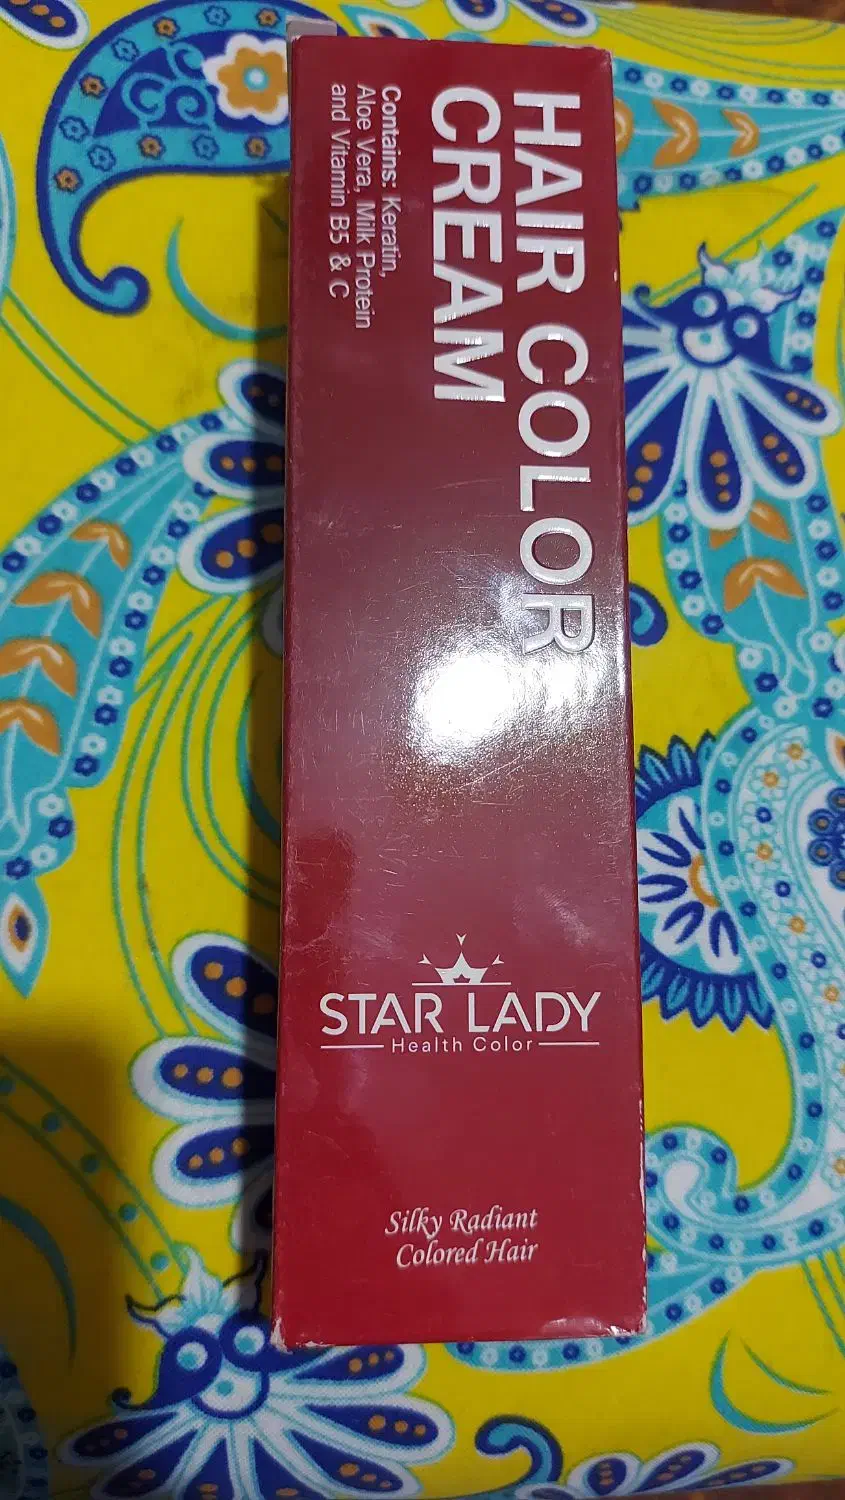 HAIR COLOR
CREAM
Contains: Keratin,
Aloe Vera, Milk Protein
and Vitamin B5 & C
STAR LADY
Health Color
Silky Radiant
Colored Hair